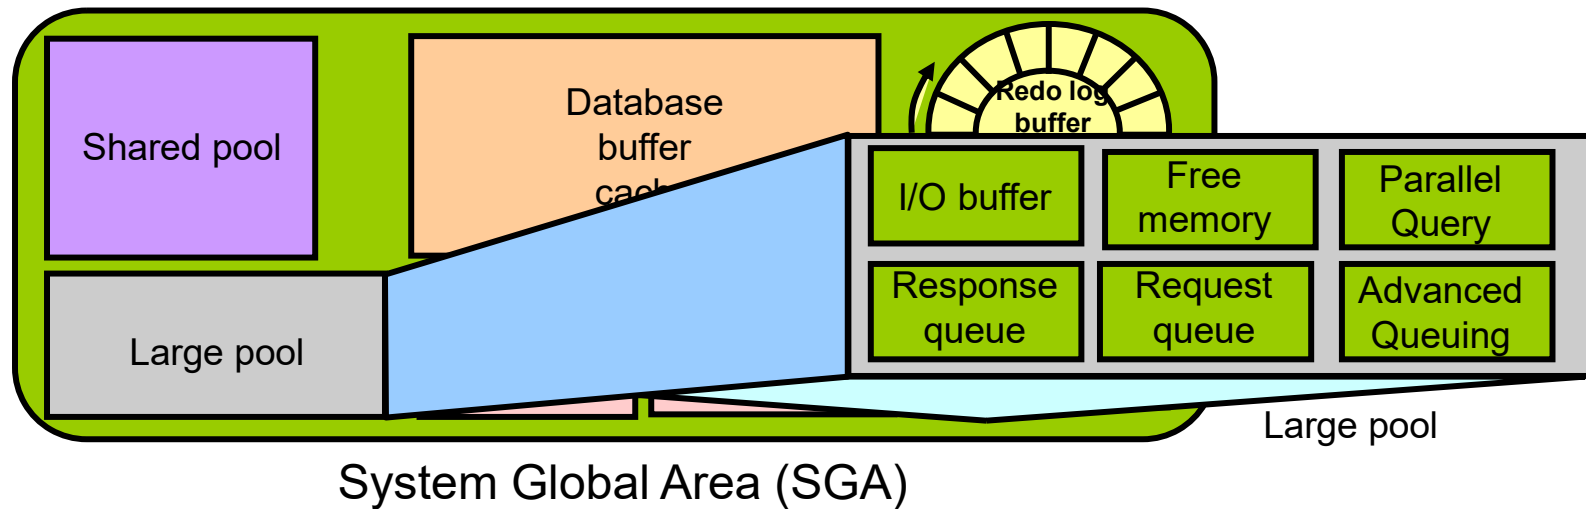 Shared pool
Database
buffer
Redo log
buffer
I/O buffer
Free
memory
Parallel
Query
Response
queue
Request
queue
Advanced
Queuing
Large pool
Large pool
System Global Area (SGA)